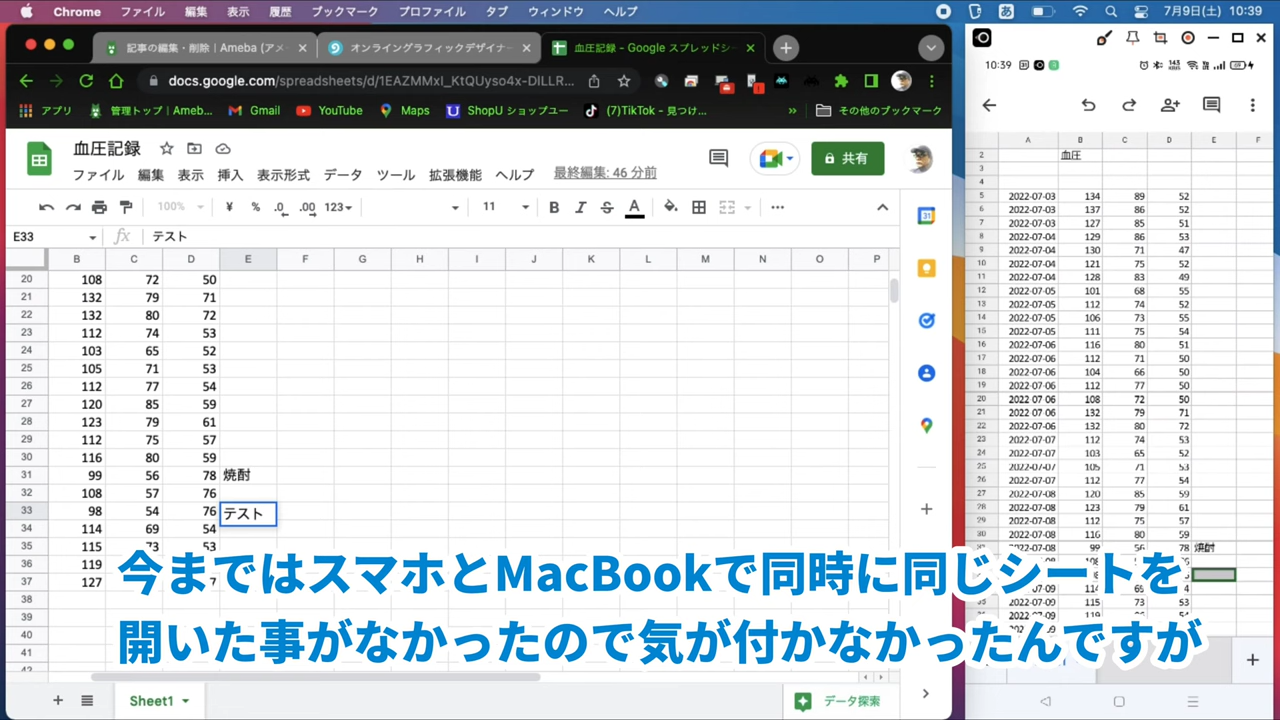 Chrome ファイル 編集 表示 履歴 ブックマーク プロファイル タブ ウィンドウ ヘルプ あ 7月9日(土) 10:39
記事の編集・削除 | Ameba (アメー
オンライングラフィックデザイナー
血圧記録 - Google スプレッドシー
docs.google.com/spreadsheets/d/1EAZMMxl_KtQUyso4x-DILLR...
アプリ 管理トップ | Ameb... Gmail YouTube Maps ShopU ショップユー (7)TikTok - 見つけ... » その他のブックマーク
血圧記録
ファイル 編集 表示 挿入 表示形式 データ ツール 拡張機能 ヘルプ 最終編集: 46 分前
共有
100% ¥ % .0 .00 123 11 B I S A
E33 fx テスト
B C D E F G H I J K L M N O P
20 108 72 50
21 132 79 71
22 132 80 72
23 112 74 53
24 103 65 52
25 105 71 53
26 112 77 54
27 120 85 59
28 123 79 61
29 112 75 57
30 116 80 59
31 99 56 78 焼酎
32 108 57 76
33 98 54 76 テスト
34 114 69 54
35 115 73 53
36 119
37 127 7
38
39
40
41
Sheet1
データ探索
10:39
A B C D E F
2 血圧
3
4
5 2022-07-03 134 89 52
6 2022-07-03 137 86 52
7 2022-07-03 127 85 51
8 2022-07-04 129 86 53
9 2022-07-04 130 71 47
10 2022-07-04 121 75 52
11 2022-07-04 128 83 49
12 2022-07-05 101 68 55
13 2022-07-05 112 74 52
14 2022-07-05 106 73 55
15 2022-07-05 111 75 54
16 2022-07-06 116 80 51
17 2022-07-06 112 71 50
18 2022-07-06 104 66 50
19 2022-07-06 112 77 50
20 2022-07-06 108 72 50
21 2022-07-06 132 79 71
22 2022-07-06 132 80 72
23 2022-07-07 112 74 53
24 2022-07-07 103 65 52
25 2022-07-07 105 71 53
26 2022-07-07 112 77 54
27 2022-07-08 120 85 59
28 2022-07-08 123 79 61
29 2022-07-08 112 75 57
30 2022-07-08 116 80 59
2022-07-08 99 56 78 焼酎
2022-07-09 115 73 53
今まではスマホとMacBookで同時に同じシートを
開いた事がなかったので気が付かなかったんですが